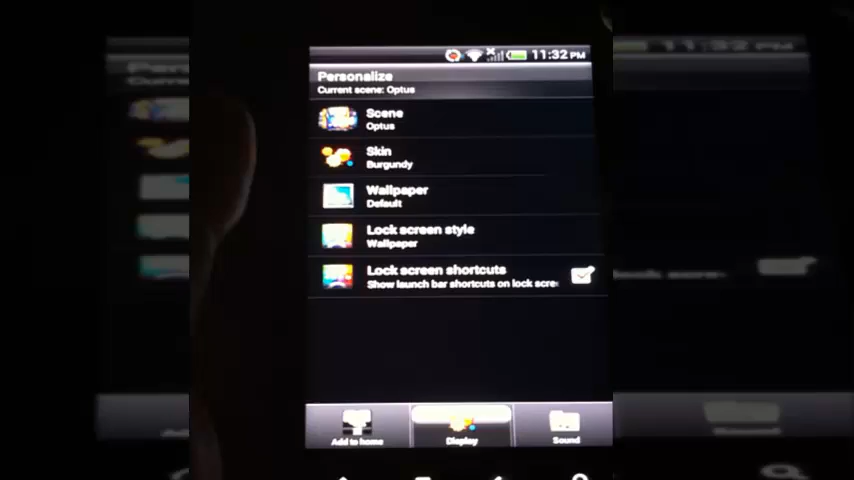 11:32 PM
Personalize
Current scene: Optus
Scene
Optus
Skin
Burgundy
Wallpaper
Default
Lock screen style
Wallpaper
Lock screen shortcuts
Show launch bar shortcuts on lock scre
Add to home
Display
Sound